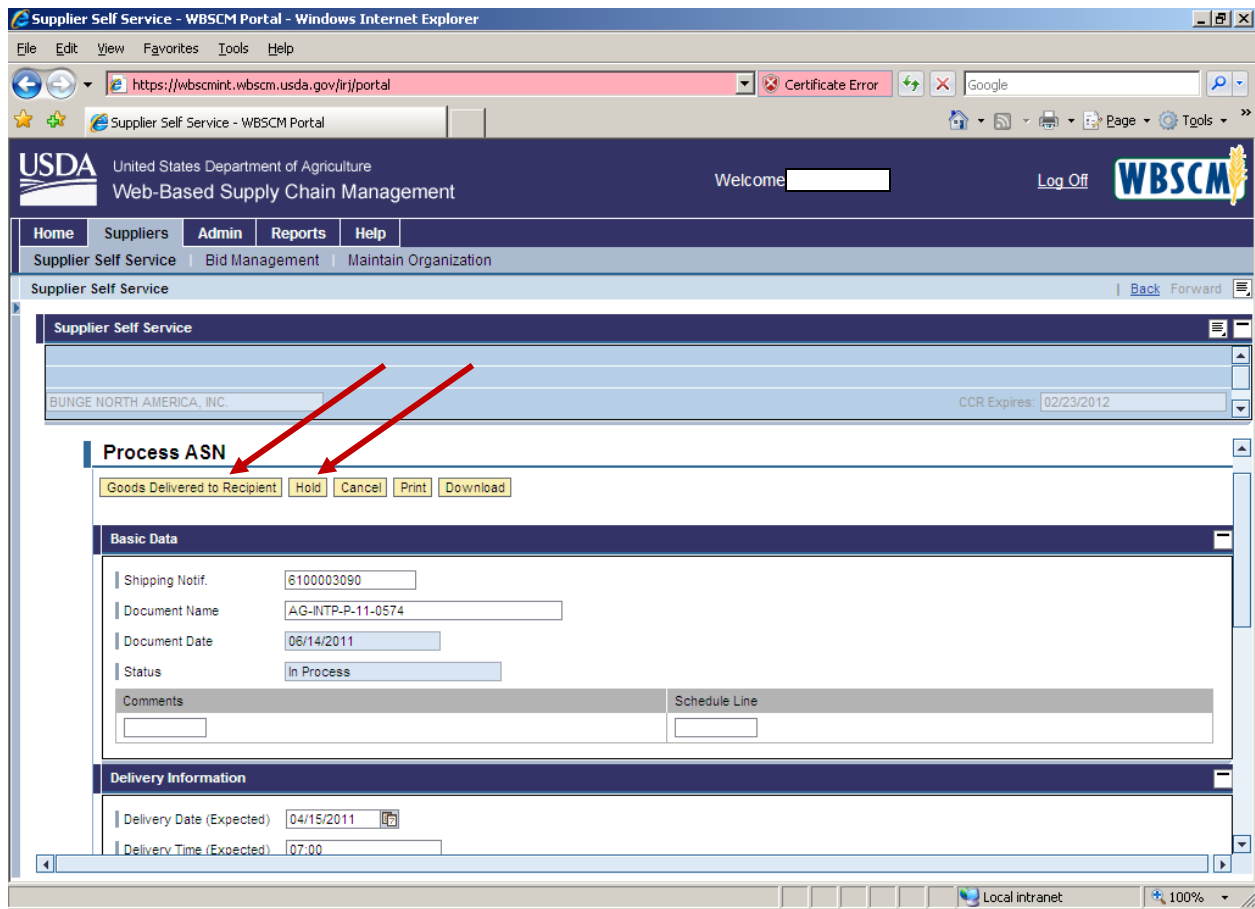 Supplier Self Service - WBSCM Portal - Windows Internet Explorer
File Edit View Favorites Tools Help
https://wbscmint.wbscm.usda.gov/irj/portal Certificate Error Google
Supplier Self Service - WBSCM Portal Page Tools »
USDA United States Department of Agriculture
Web-Based Supply Chain Management Welcome Log Off WBSCM
Home Suppliers Admin Reports Help
Supplier Self Service | Bid Management | Maintain Organization
Supplier Self Service | Back Forward
Supplier Self Service
BUNGE NORTH AMERICA, INC. CCR Expires: 02/23/2012
Process ASN
Goods Delivered to Recipient Hold Cancel Print Download
Basic Data
Shipping Notif. 6100003090
Document Name AG-INTP-P-11-0574
Document Date 06/14/2011
Status In Process
Comments Schedule Line
Delivery Information
Delivery Date (Expected) 04/15/2011
Delivery Time (Expected) 07:00
Local intranet 100%